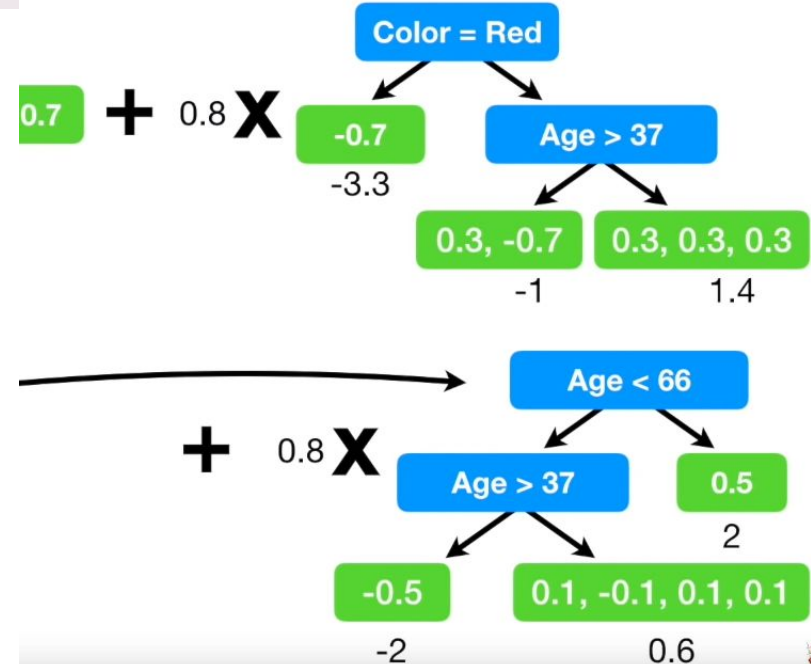 Color = Red
0.7 + 0.8 X -0.7 Age > 37
-3.3
0.3, -0.7 0.3, 0.3, 0.3
-1 1.4
Age < 66
+ 0.8 X Age > 37 0.5
2
-0.5 0.1, -0.1, 0.1, 0.1
-2 0.6